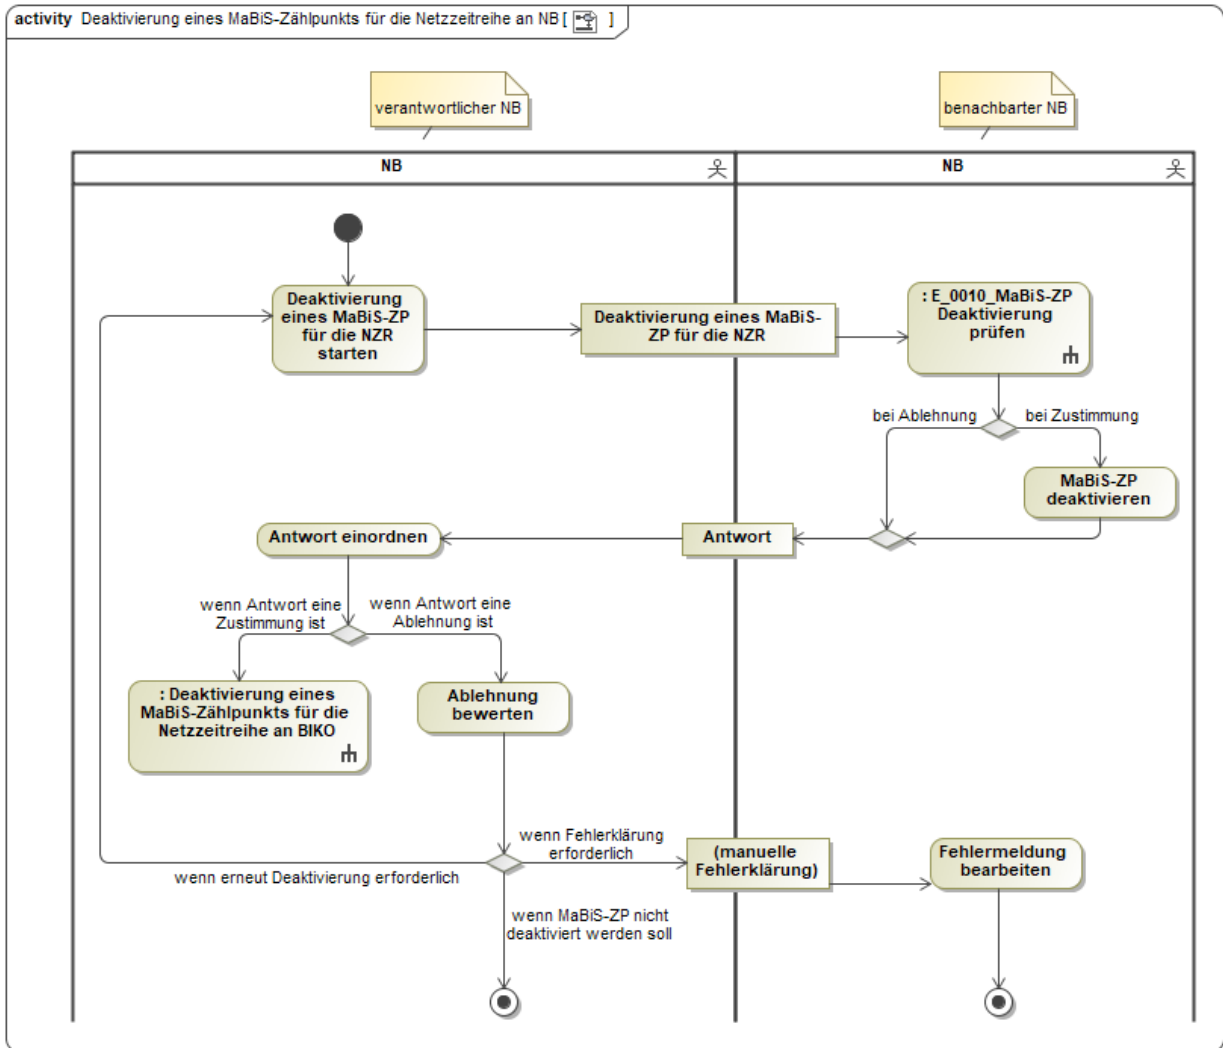 activity Deaktivierung eines MaBiS-Zählpunkts für die Netzzeitreihe an NB [ ]
verantwortlicher NB
benachbarter NB
NB
NB
Deaktivierung
eines MaBiS-ZP
für die NZR
starten
Deaktivierung eines MaBiS-
ZP für die NZR
: E_0010_MaBiS-ZP
Deaktivierung
prüfen
bei Ablehnung
bei Zustimmung
MaBiS-ZP
deaktivieren
Antwort einordnen
Antwort
wenn Antwort eine
Zustimmung ist
wenn Antwort eine
Ablehnung ist
: Deaktivierung eines
MaBiS-Zählpunkts für die
Netzzeitreihe an BIKO
Ablehnung
bewerten
wenn Fehlerklärung
erforderlich
(manuelle
Fehlerklärung)
Fehlermeldung
bearbeiten
wenn erneut Deaktivierung erforderlich
wenn MaBiS-ZP nicht
deaktiviert werden soll